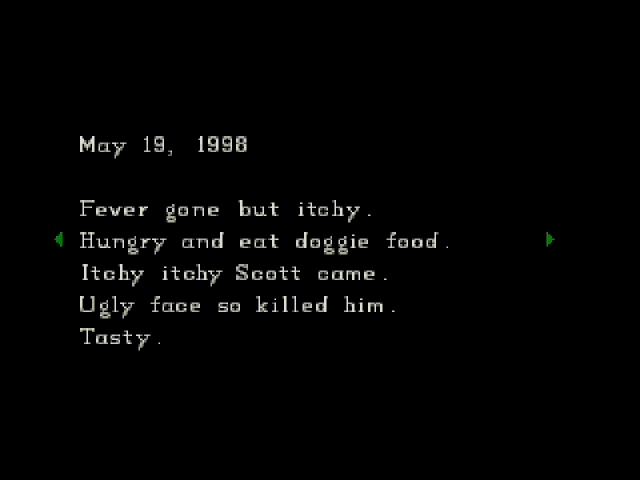 May 19, 1998
Fever gone but itchy.
Hungry and eat doggie food.
Itchy itchy Scott came.
Ugly face so killed him.
Tasty.